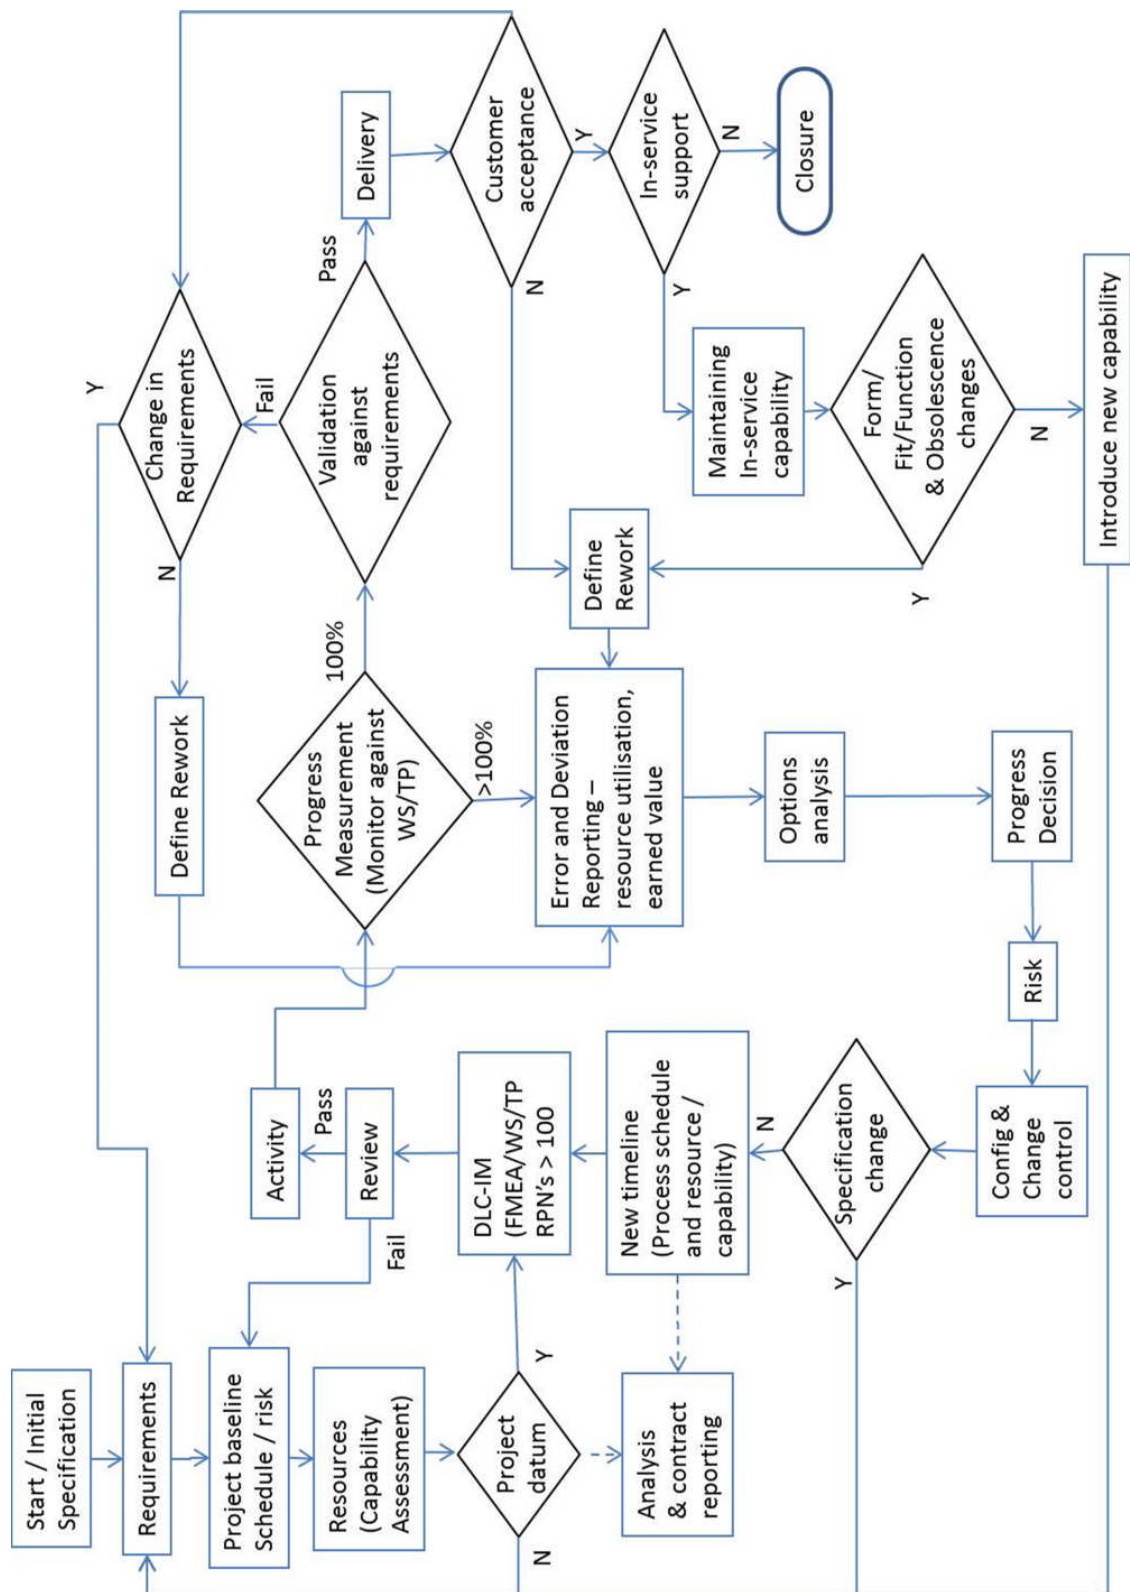 Start / Initial
Specification
Requirements
Project baseline
Schedule / risk
Resources
(Capability
Assessment)
Project
datum
Y
N
Analysis
& contract
reporting
DLC-IM
(FMEA/WS/TP
RPN's > 100
Review
Fail
Pass
Activity
New timeline
(Process schedule
and resource /
capability)
Specification
change
N
Y
Config &
Change
control
Risk
Progress
Decision
Options
analysis
Error and Deviation
Reporting –
resource utilisation,
earned value
Progress
Measurement
(Monitor against
WS/TP)
100%
>100%
Define Rework
Change in
Requirements
Y
N
Validation
against
requirements
Fail
Pass
Delivery
Customer
acceptance
Y
N
Define
Rework
In-service
support
Y
N
Closure
Maintaining
In-service
capability
Form/
Fit/Function
& Obsolescence
changes
Y
N
Introduce new capability